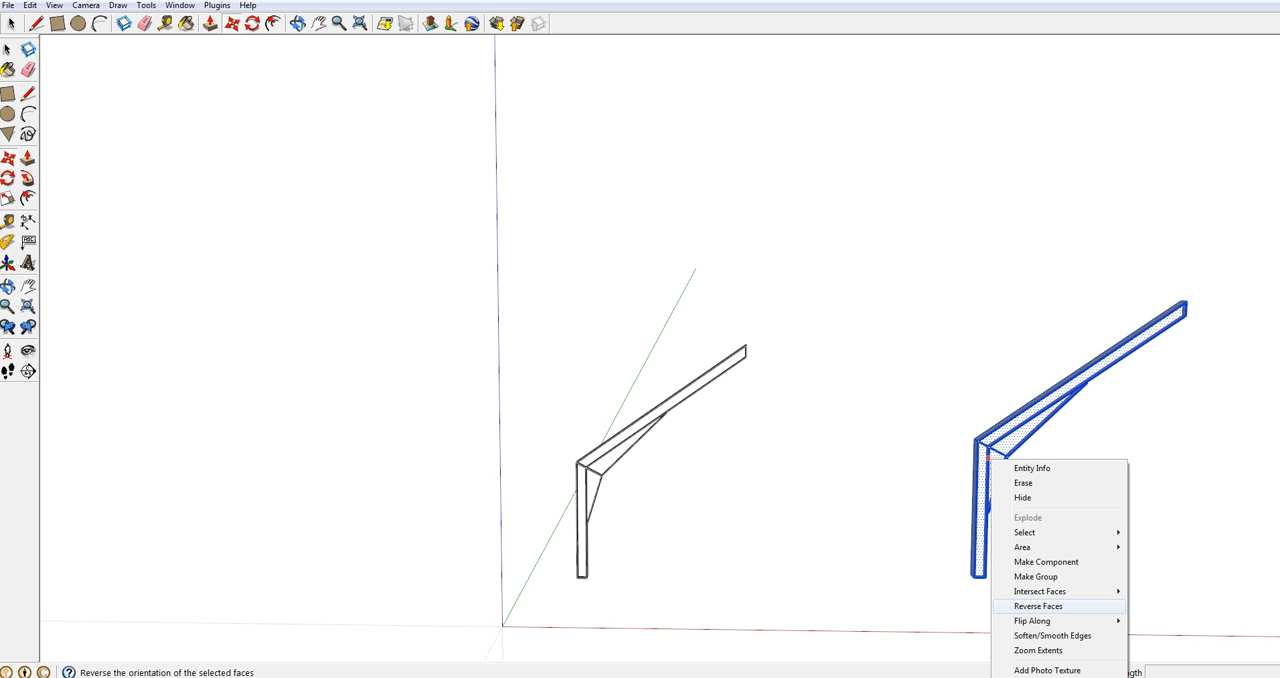 File Edit View Camera Draw Tools Window Plugins Help
Entity Info
Erase
Hide
Explode
Select
Area
Make Component
Make Group
Intersect Faces
Reverse Faces
Flip Along
Soften/Smooth Edges
Zoom Extents
Add Photo Texture
Reverse the orientation of the selected faces
ngth